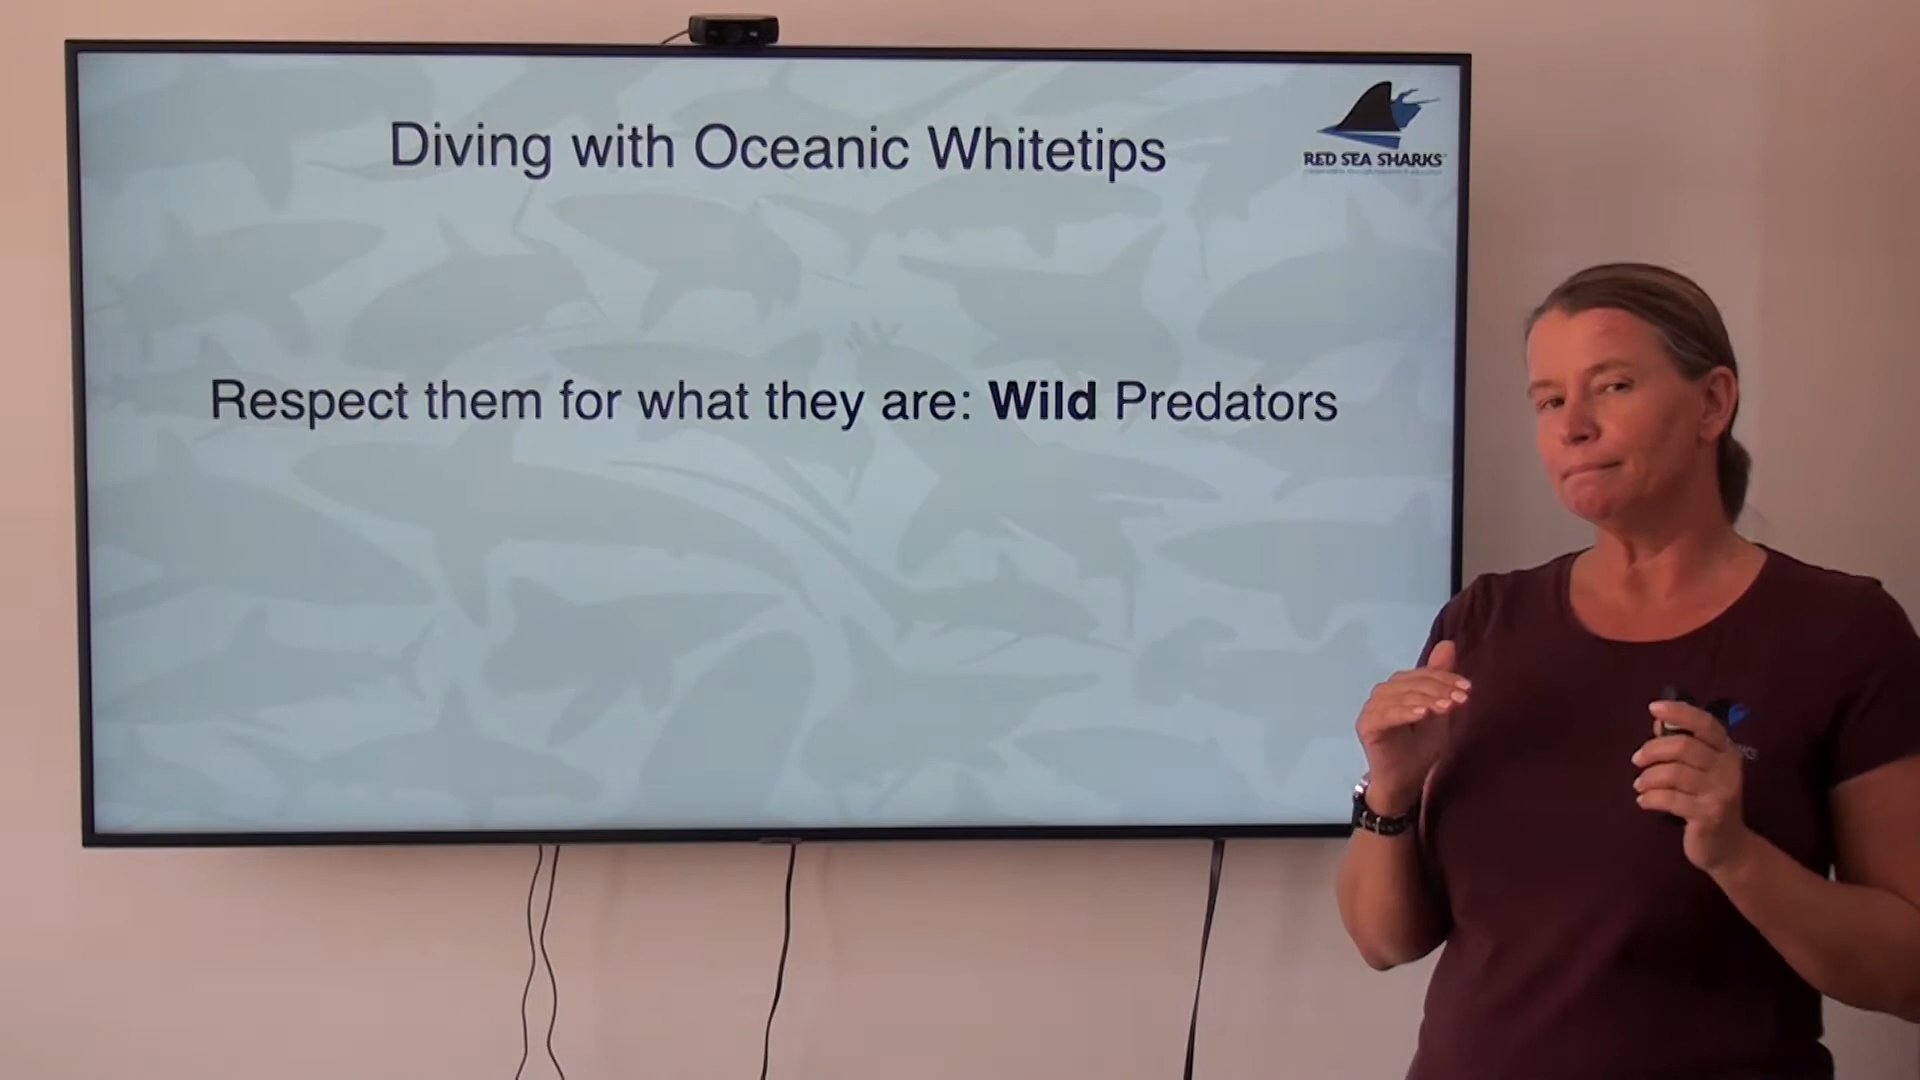 Diving with Oceanic Whitetips
RED SEA SHARKS
Respect them for what they are: Wild Predators